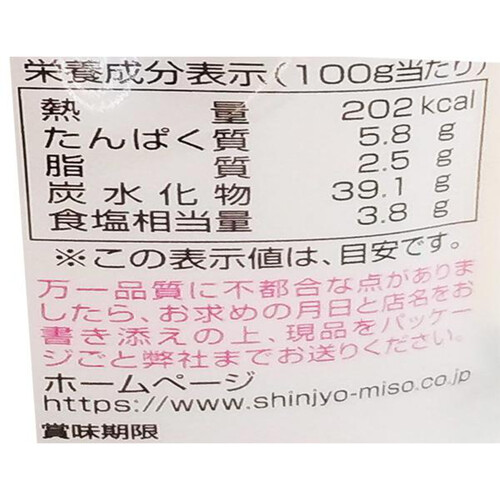 栄養成分表示(100g当たり)
熱量 202kcal
たんぱく質 5.8 g
脂質 2.5 g
炭水化物 39.1 g
食塩相当量 3.8 g
※この表示値は、目安です。
万一品質に不都合な点がありま
したら、お求めの月日と店名をお
書き添えの上、現品をパッケー
ジごと弊社までお送りください。
ホームページ
https://www.shinjyo-miso.co.jp
賞味期限